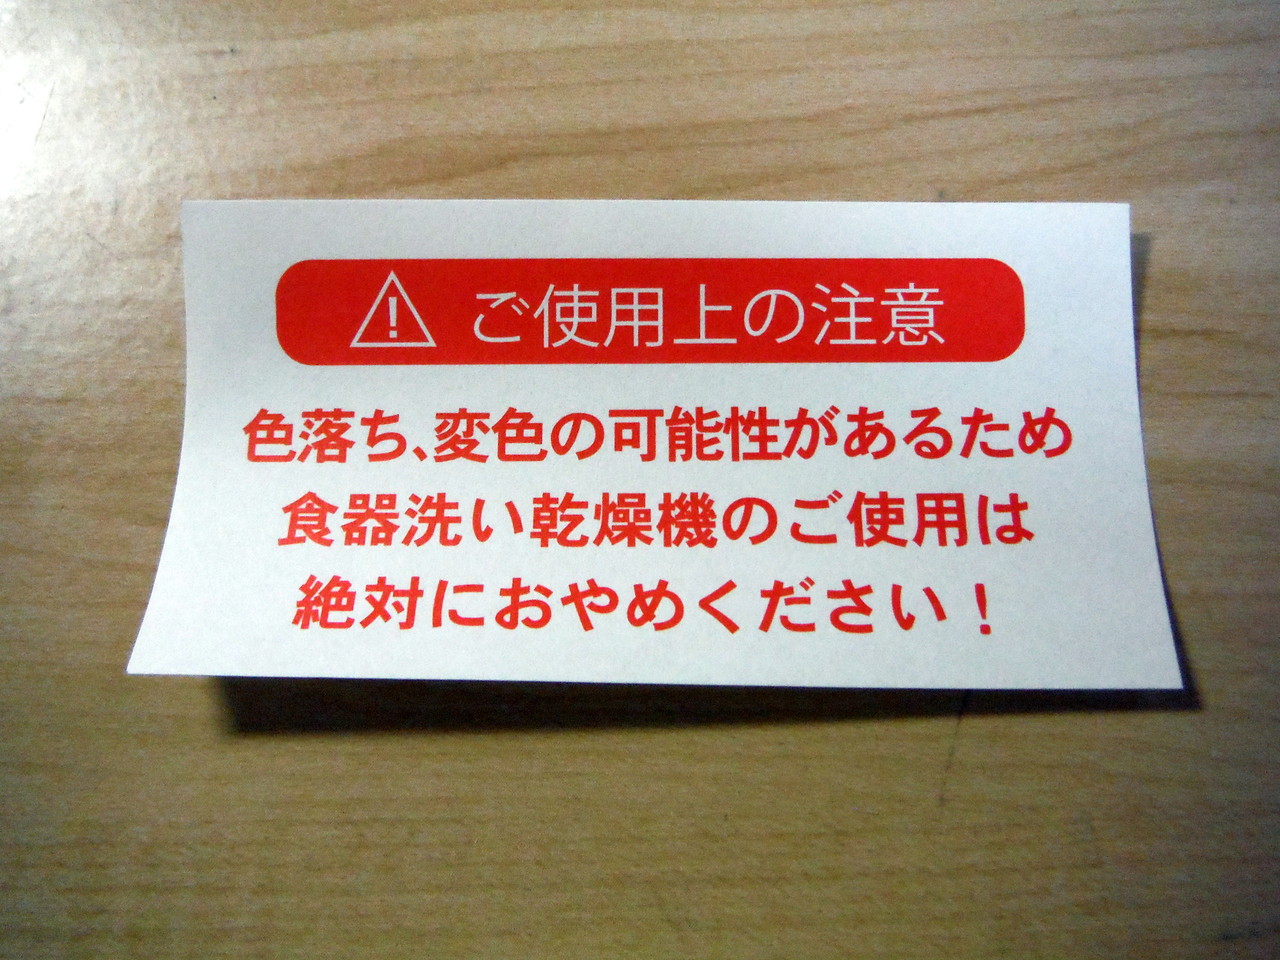 ご使用上の注意
色落ち、変色の可能性があるため
食器洗い乾燥機のご使用は
絶対におやめください！